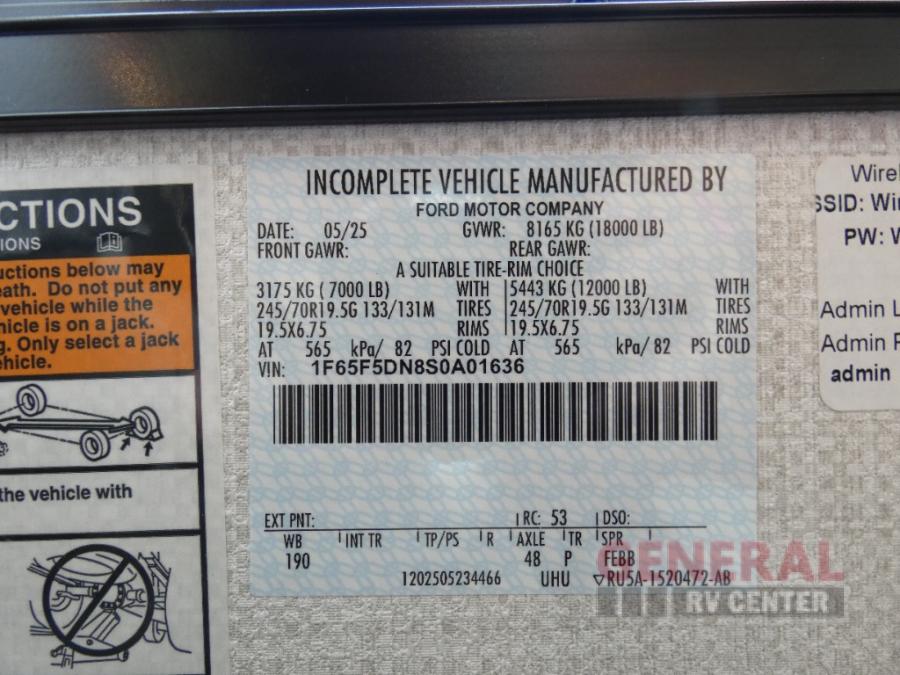 CTIONS
IONS
uctions below may
eath. Do not put any
vehicle while the
hicle is on a jack.
g. Only select a jack
ehicle.
the vehicle with
INCOMPLETE VEHICLE MANUFACTURED BY
FORD MOTOR COMPANY
DATE: 05/25 GVWR: 8165 KG (18000 LB)
FRONT GAWR: REAR GAWR:
A SUITABLE TIRE-RIM CHOICE
3175 KG (7000 LB) WITH 5443 KG (12000 LB) WITH
245/70R19.5G 133/131M TIRES 245/70R19.5G 133/131M TIRES
19.5X6.75 RIMS 19.5X6.75 RIMS
AT 565 kPa/ 82 PSI COLD AT 565 kPa/ 82 PSI COLD
VIN: 1F65F5DN8S0A01636
EXT PNT: RC: 53 DSO:
WB INT TR TP/PS R AXLE TR SPR
190 48 P FEBB
1202505234466 UHU RU5A-1520472-AB
Wirel
SSID: Wi
PW: W
Admin L
Admin P
admin
GENERAL
RV CENTER